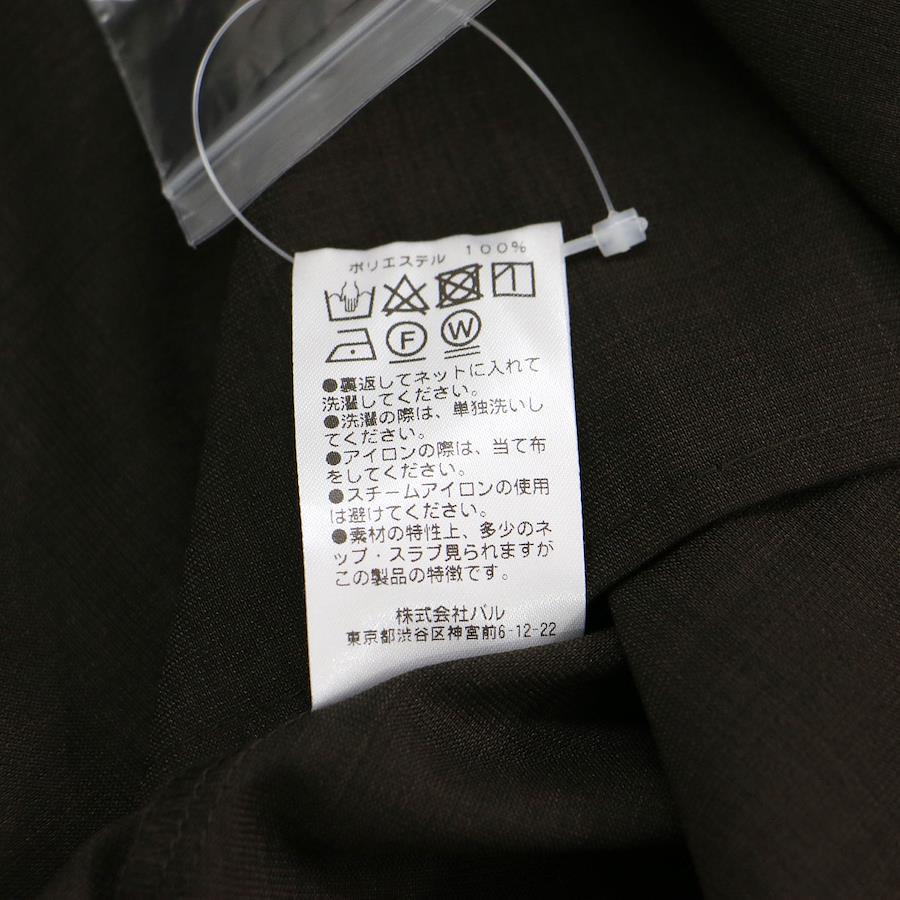 ポリエステル 100%
F W
●裏返してネットに入れて
洗濯してください。
●洗濯の際は、単独洗いし
てください。
●アイロンの際は、当て布
をしてください。
●スチームアイロンの使用
は避けてください。
●素材の特性上、多少のネ
ップ・スラブ見られますが
この製品の特徴です。
株式会社バル
東京都渋谷区神宮前6-12-22